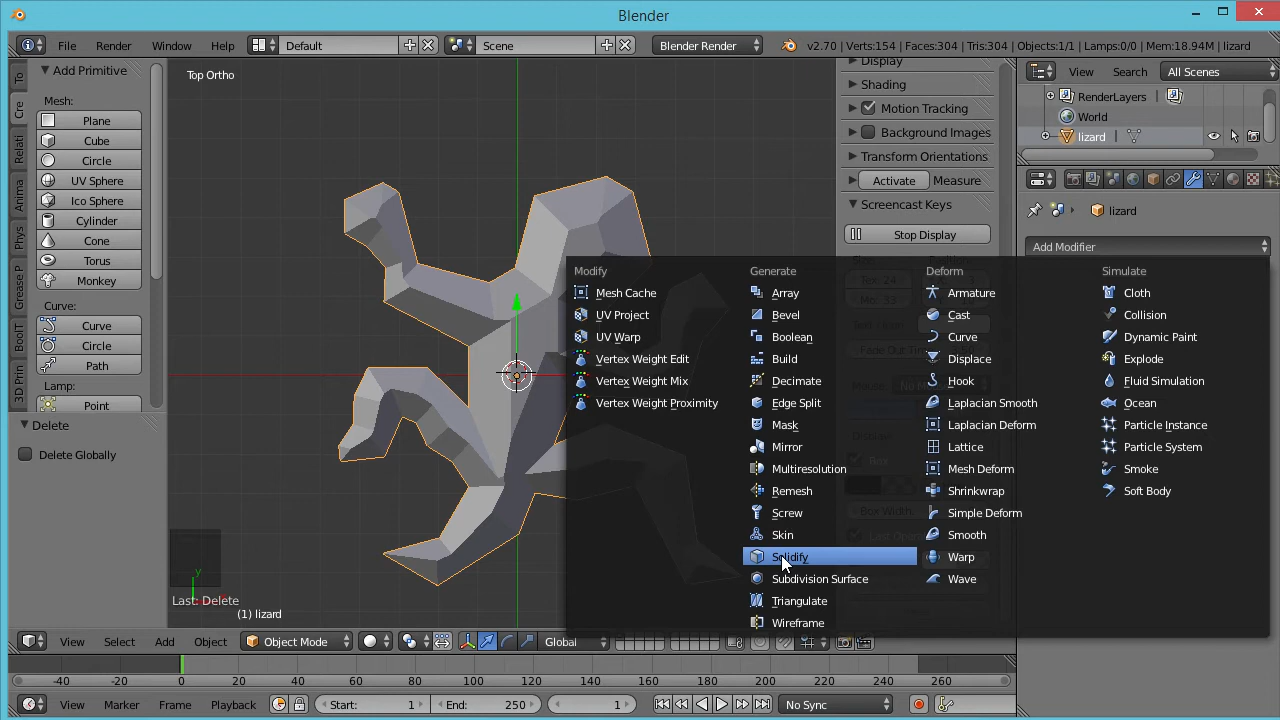 Blender
File Render Window Help Default Scene Blender Render v2.70 | Verts:154 | Faces:304 | Tris:304 | Objects:1/1 | Lamps:0/0 | Mem:18.94M | lizard
Add Primitive
Mesh:
Plane
Cube
Circle
UV Sphere
Ico Sphere
Cylinder
Cone
Torus
Monkey
Curve:
Curve
Circle
Path
Lamp:
Point
To
Cre
Relati
Anima
Phys
Grease P
BoolT
3D Prin
Delete
Delete Globally
Top Ortho
y
Last: Delete
(1) lizard
Display
Shading
Motion Tracking
Background Images
Transform Orientations
Activate Measure
Screencast Keys
Stop Display
View Search All Scenes
RenderLayers
World
lizard
lizard
Add Modifier
Modify
Mesh Cache
UV Project
UV Warp
Vertex Weight Edit
Vertex Weight Mix
Vertex Weight Proximity
Generate
Array
Bevel
Boolean
Build
Decimate
Edge Split
Mask
Mirror
Multiresolution
Remesh
Screw
Skin
Solidify
Subdivision Surface
Triangulate
Wireframe
Deform
Armature
Cast
Curve
Displace
Hook
Laplacian Smooth
Laplacian Deform
Lattice
Mesh Deform
Shrinkwrap
Simple Deform
Smooth
Warp
Wave
Simulate
Cloth
Collision
Dynamic Paint
Explode
Fluid Simulation
Ocean
Particle Instance
Particle System
Smoke
Soft Body
View Select Add Object Object Mode Global
-40 -20 0 20 40 60 80 100 120 140 160 180 200 220 240 260
View Marker Frame Playback Start: 1 End: 250 1 No Sync